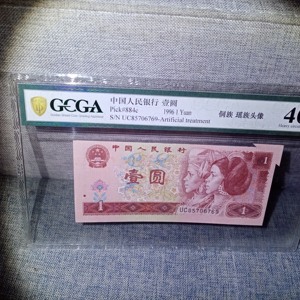 GCGA
中国人民银行 壹圆
Pick#884c 1996 1 Yuan
S/N UC85706769-Artificial treatment
侗族 瑶族头像
40
中国人民银行
1
壹圆
1
UC85706769